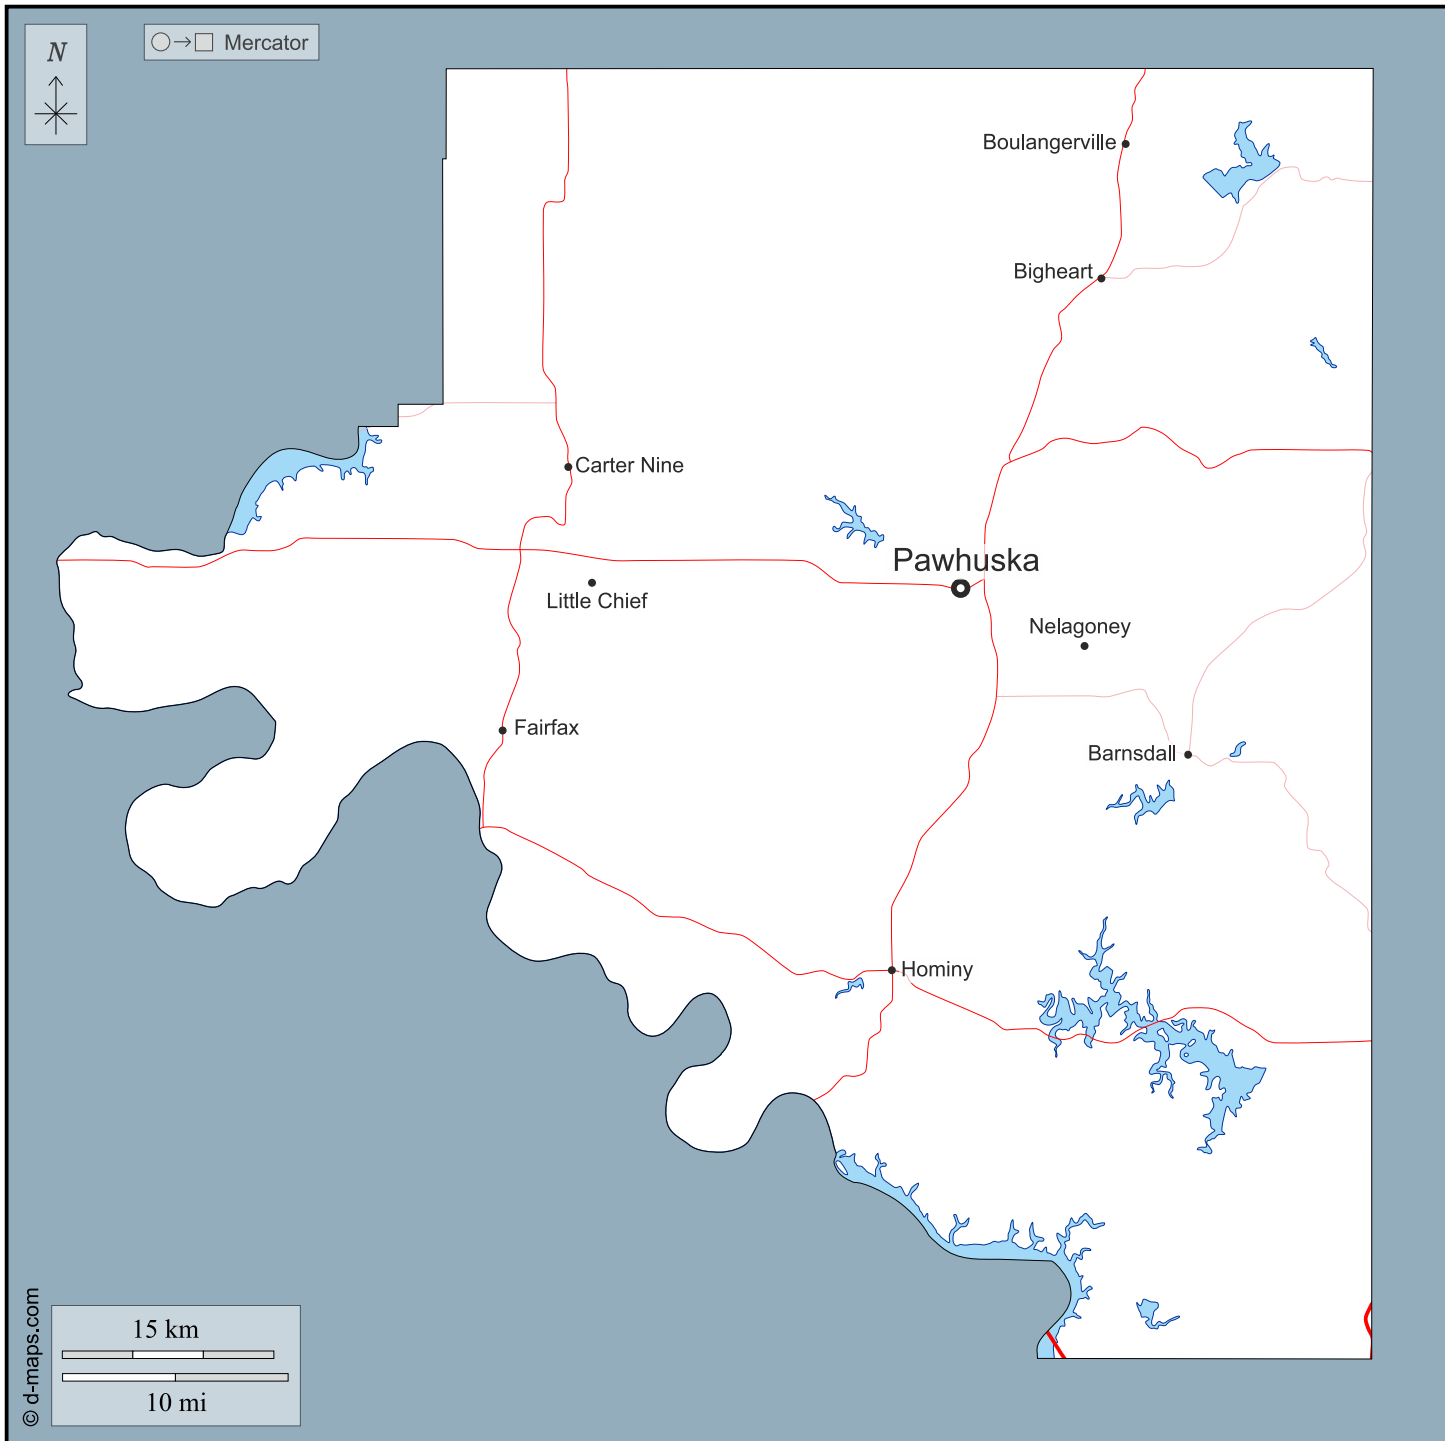 N
Mercator
Boulangerville
Bigheart
Carter Nine
Pawhuska
Little Chief
Nelagoney
Fairfax
Barnsdall
Hominy
15 km
10 mi
© d-maps.com